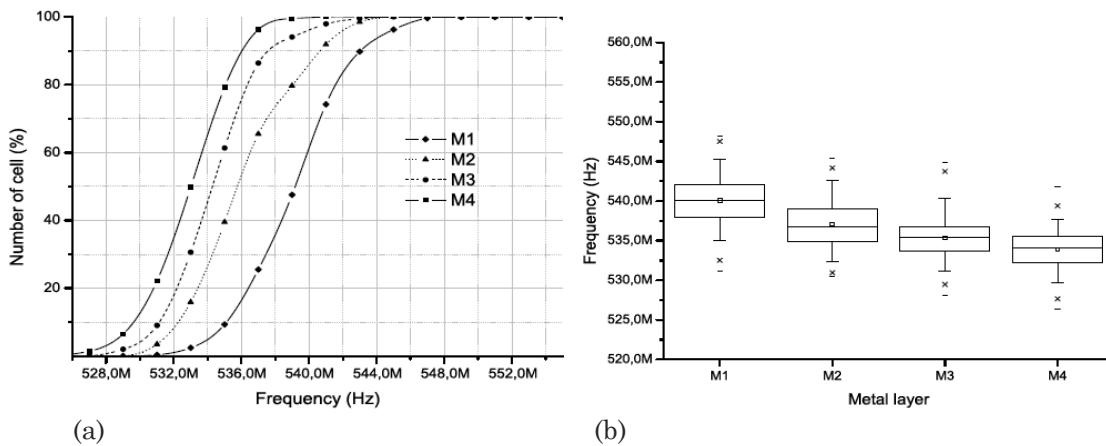 100
80
60
40
20
Number of cell (%)
M1
M2
M3
M4
528,0M 532,0M 536,0M 540,0M 544,0M 548,0M 552,0M
Frequency (Hz)
(a)
560,0M
555,0M
550,0M
545,0M
540,0M
535,0M
530,0M
525,0M
520,0M
Frequency (Hz)
M1 M2 M3 M4
Metal layer
(b)